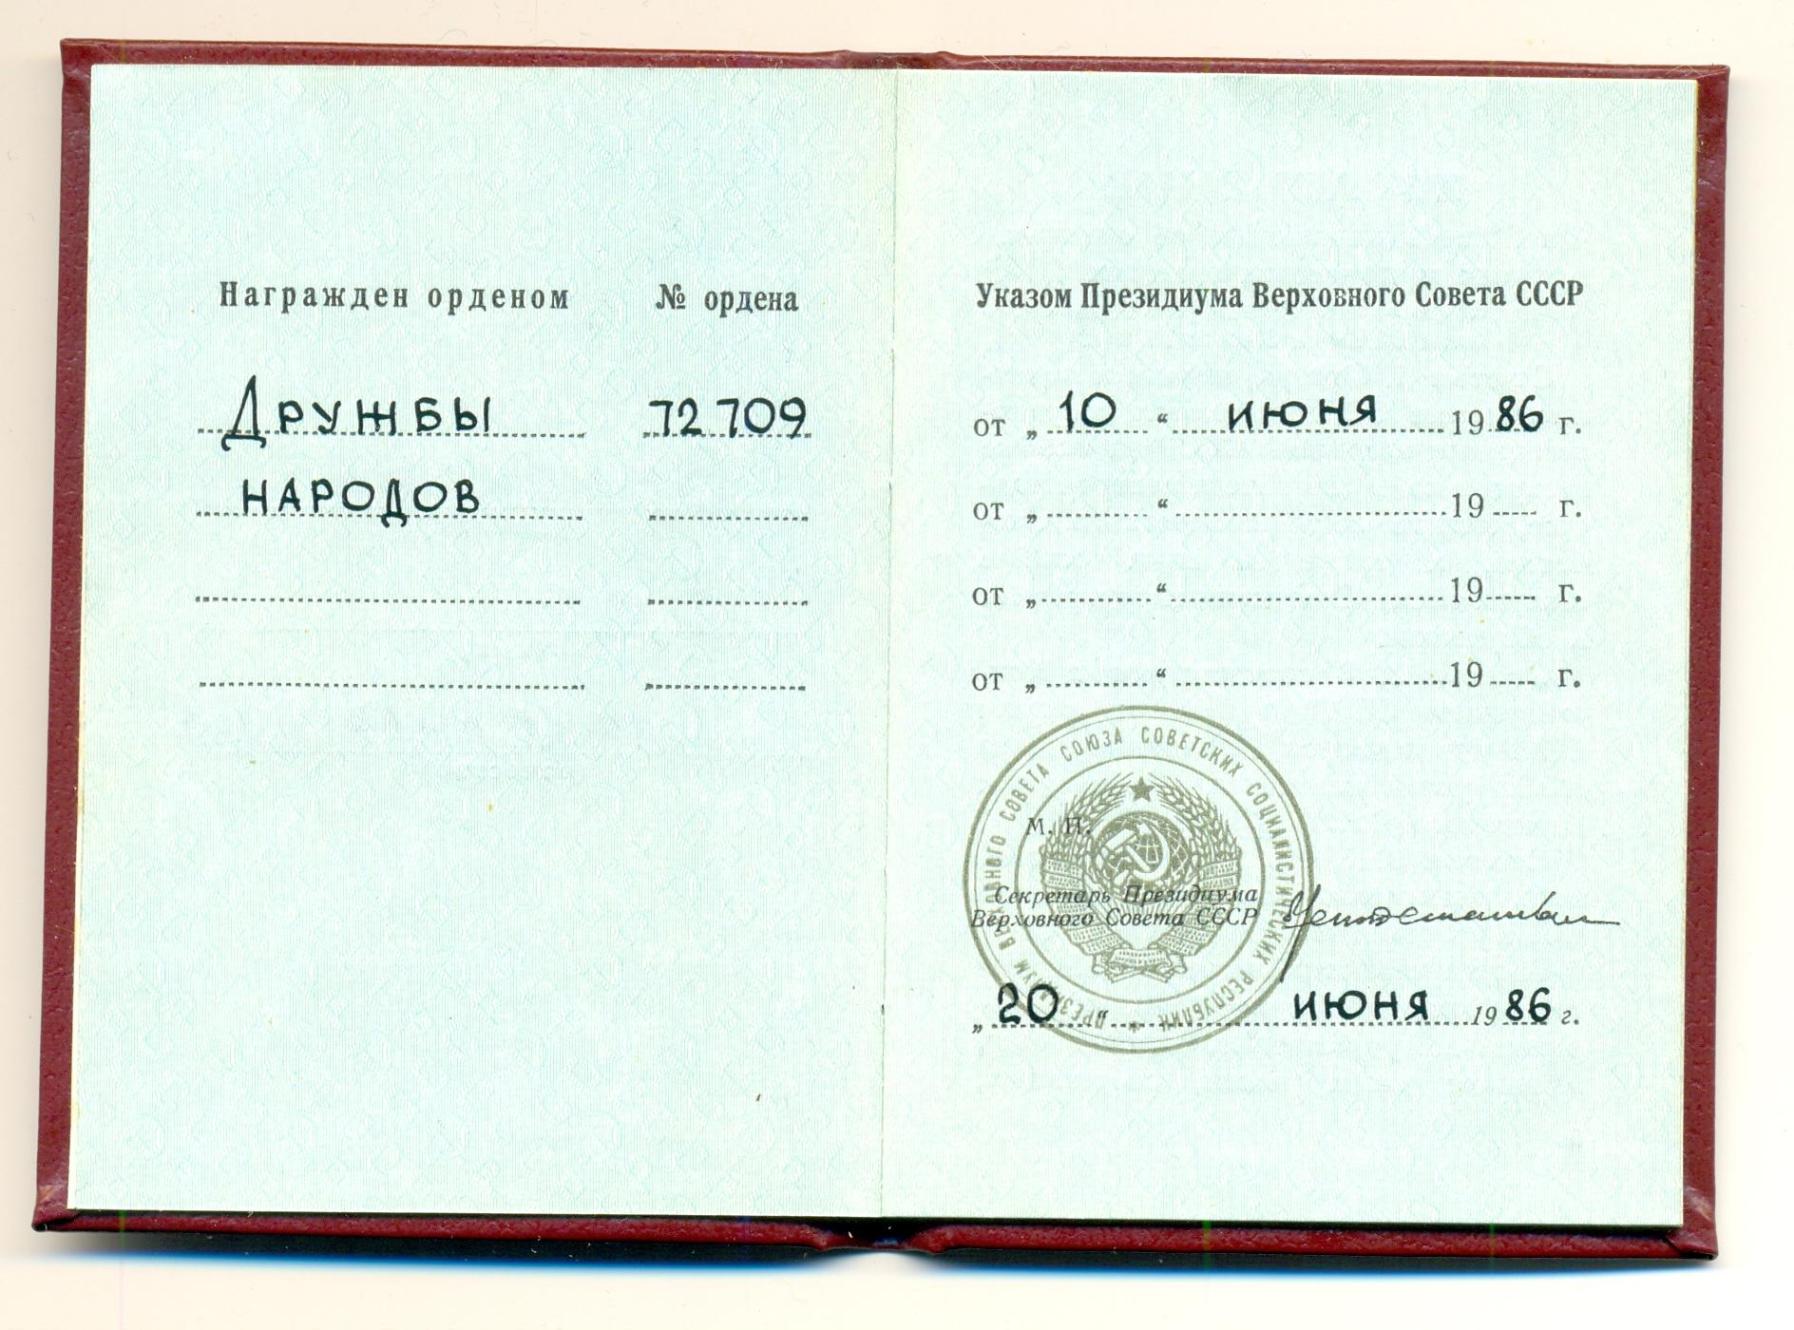 Награжден орденом № ордена
Дружбы 72709
народов
Указом Президиума Верховного Совета СССР
от „ 10 “ июня 1986 г.
от „ “ 19 г.
от „ “ 19 г.
от „ “ 19 г.
ПРЕЗИДИУМ ВЕРХОВНОГО СОВЕТА СОЮЗА СОВЕТСКИХ СОЦИАЛИСТИЧЕСКИХ РЕСПУБЛИК
М. П.
Секретарь Президиума
Верховного Совета СССР
„ 20 “ июня 1986 г.